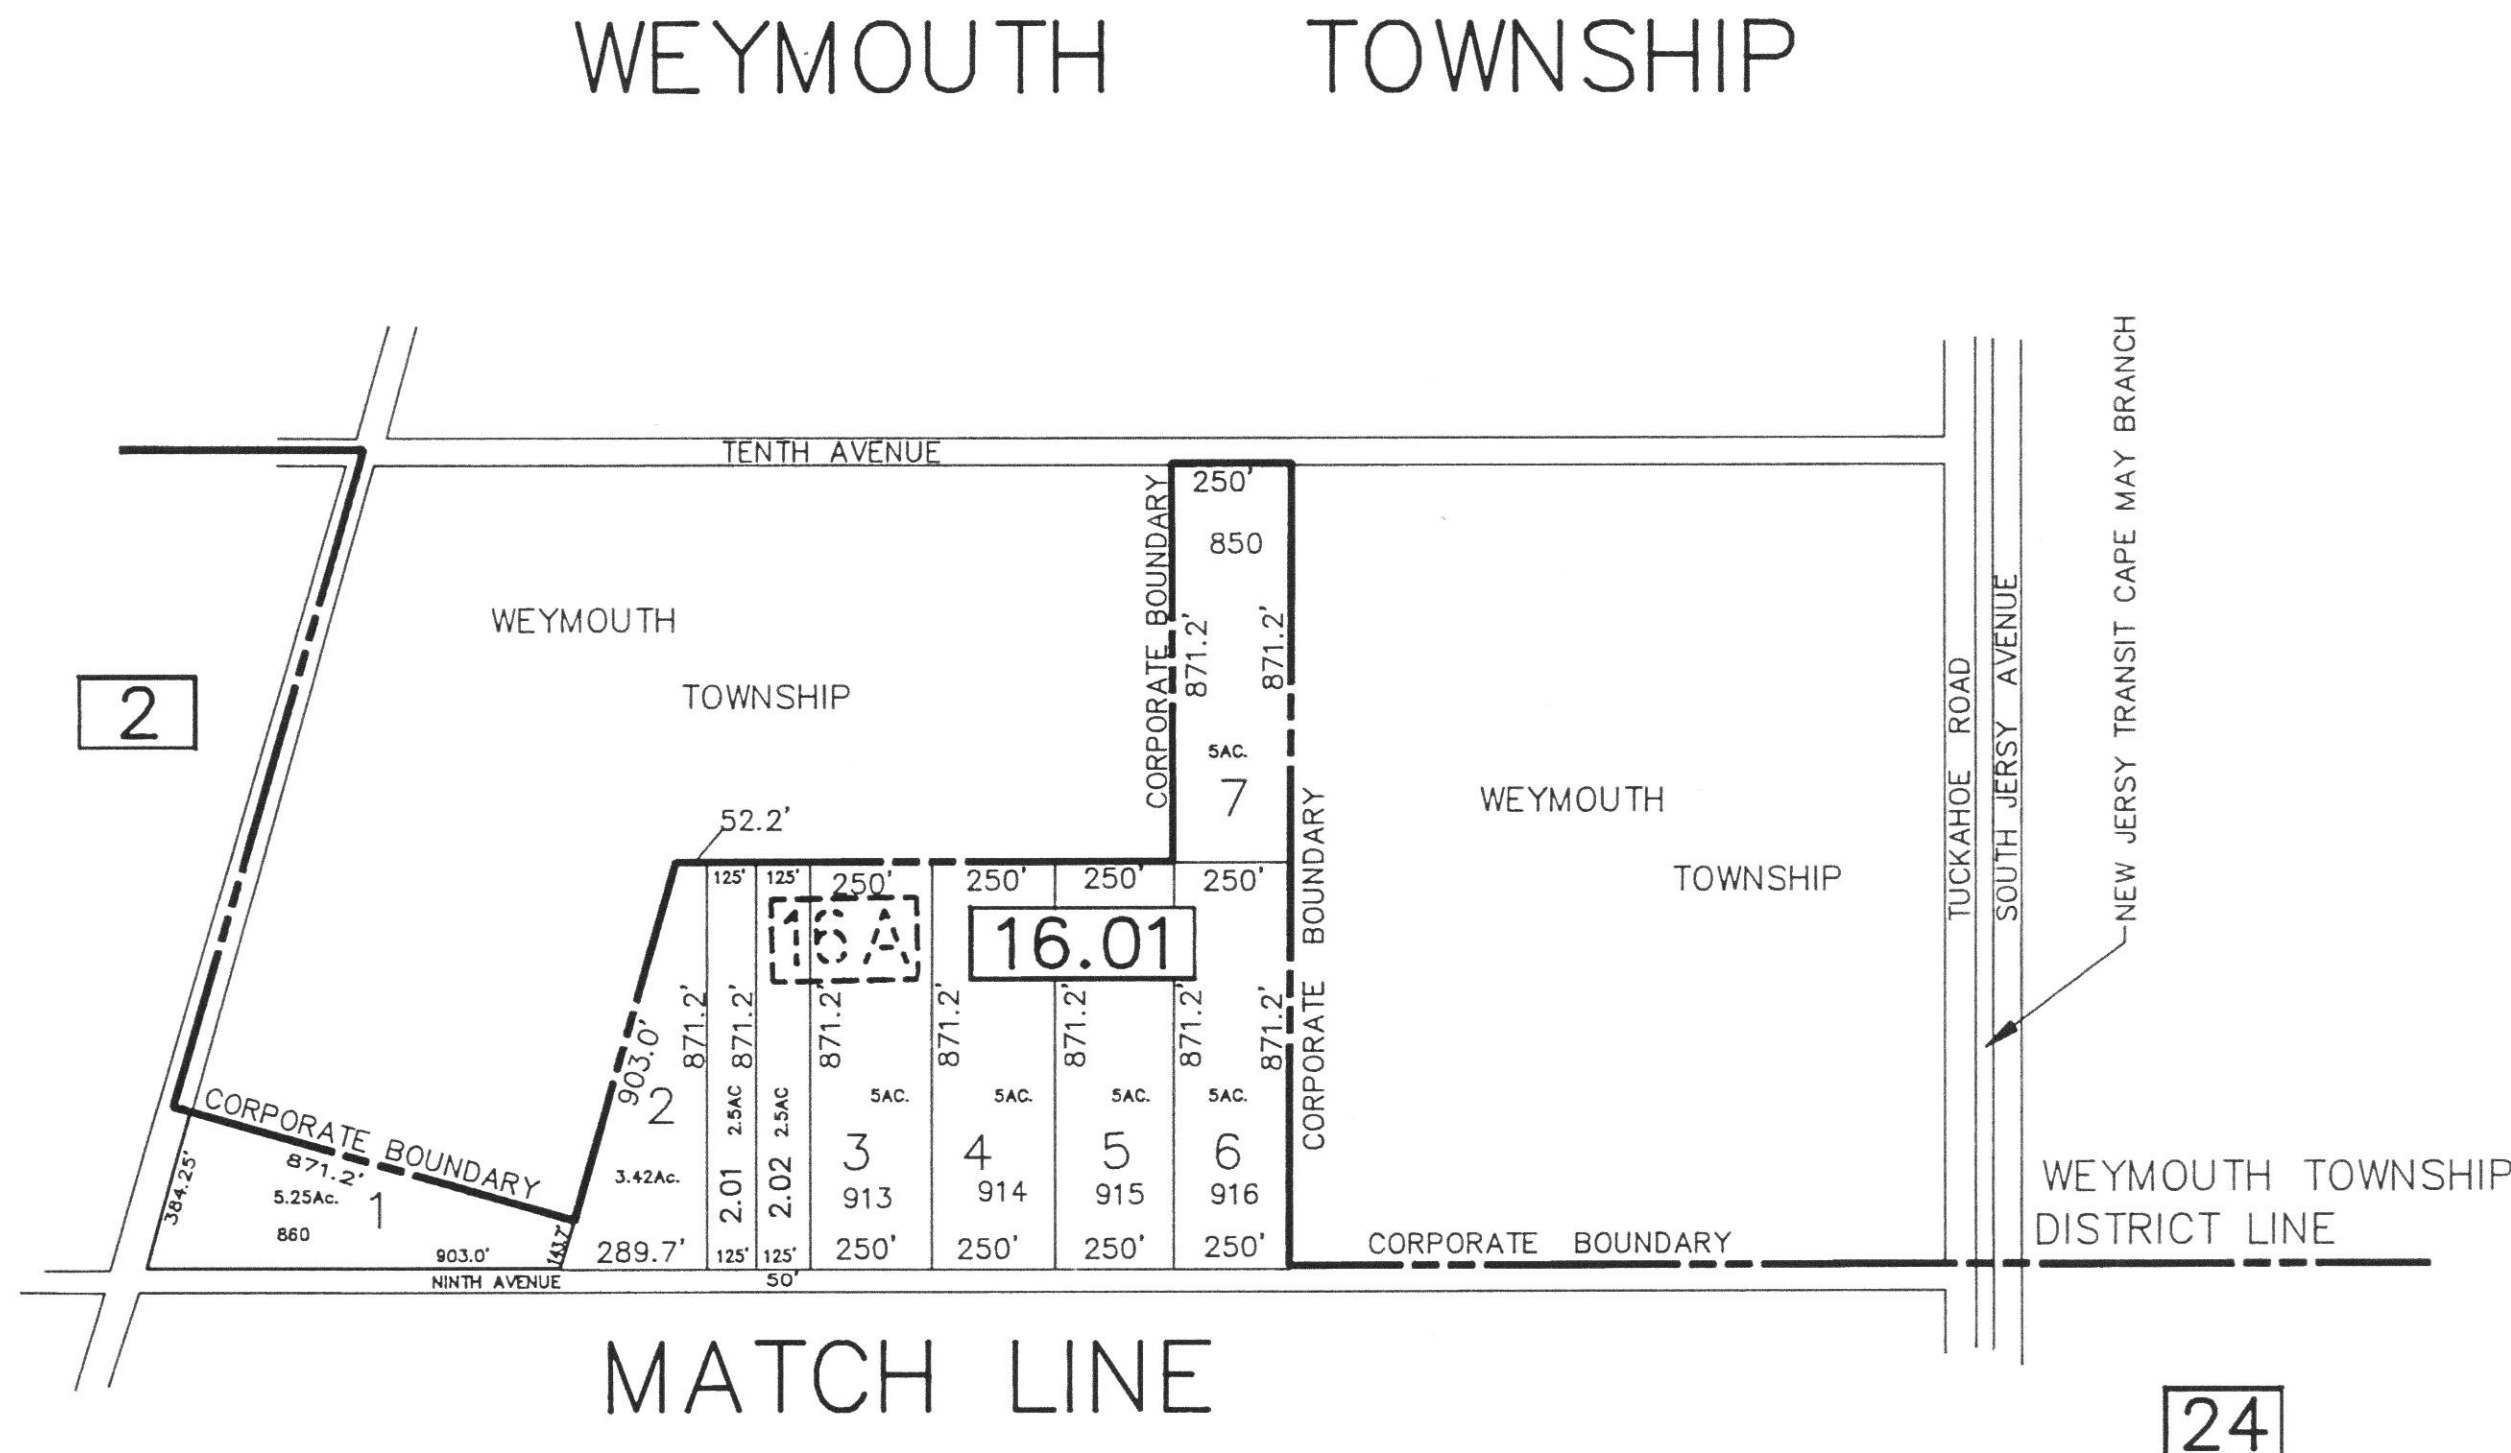 WEYMOUTH TOWNSHIP
NEW JERSY TRANSIT CAPE MAY BRANCH
TENTH AVENUE
250'
850
CORPORATE BOUNDARY
871.2'
871.2'
5AC.
7
WEYMOUTH
TOWNSHIP
2
WEYMOUTH
TOWNSHIP
TUCKAHOE ROAD
SOUTH JERSY AVENUE
52.2'
125'
125'
250'
250'
250'
250'
16A
16.01
CORPORATE BOUNDARY
903.0'
871.2'
871.2'
871.2'
871.2'
871.2'
871.2'
871.2'
2
3.42Ac.
289.7'
2.5AC
2.01
125'
2.5AC
2.02
125'
5AC.
3
913
250'
5AC.
4
914
250'
5AC.
5
915
250'
5AC.
6
916
250'
CORPORATE BOUNDARY
871.2'
384.25'
5.25Ac.
1
860
903.0'
143.7'
NINTH AVENUE
50'
CORPORATE BOUNDARY
WEYMOUTH TOWNSHIP
DISTRICT LINE
MATCH LINE
24